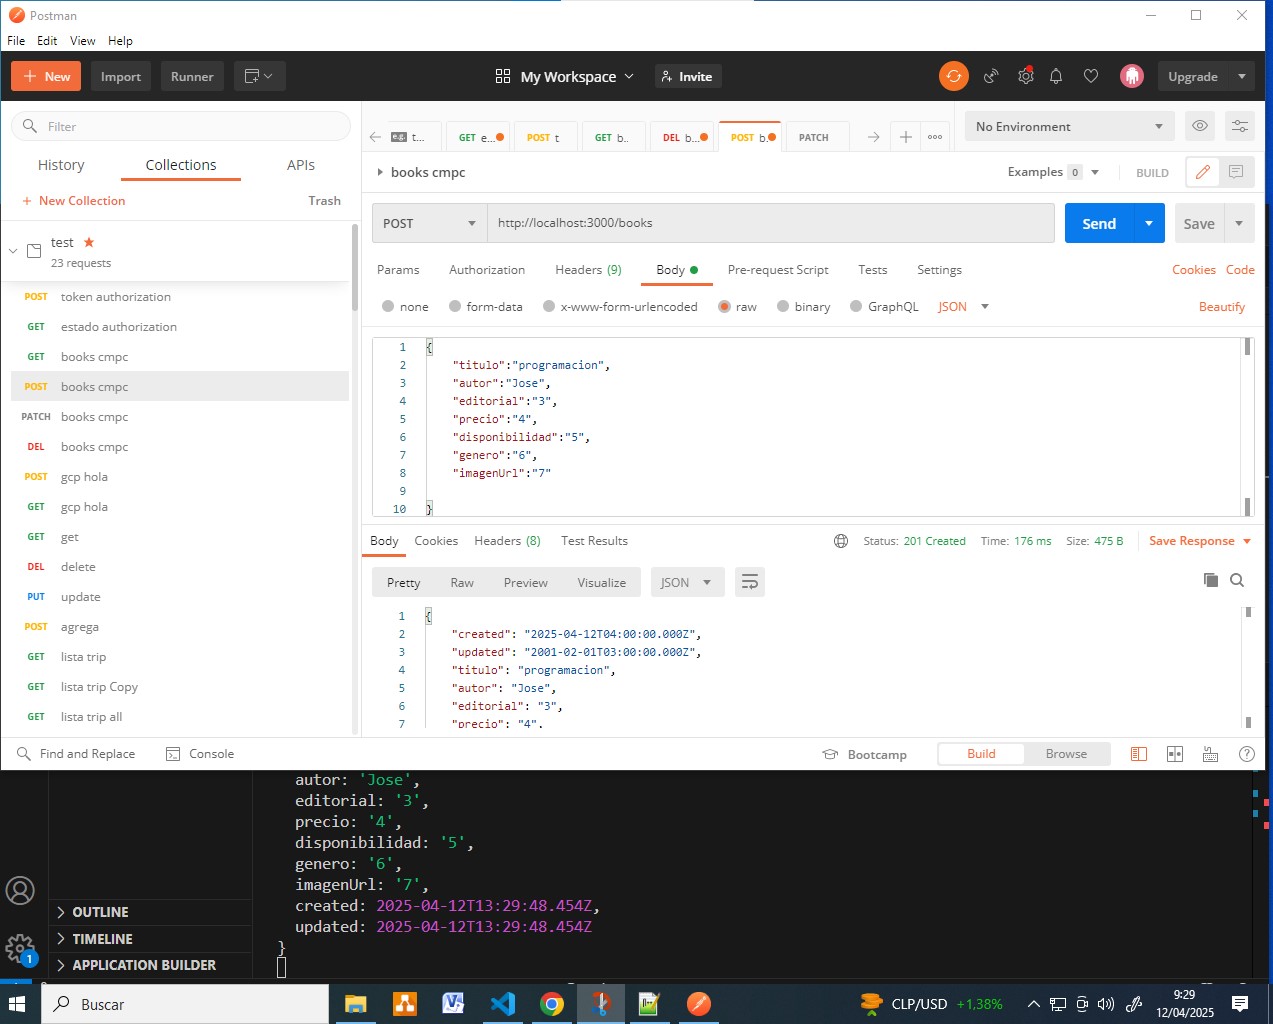 Postman
File Edit View Help
New Import Runner My Workspace Invite Upgrade
Filter
History Collections APIs
New Collection Trash
test
23 requests
POST token authorization
GET estado authorization
GET books cmpc
POST books cmpc
PATCH books cmpc
DEL books cmpc
POST gcp hola
GET gcp hola
GET get
DEL delete
PUT update
POST agrega
GET lista trip
GET lista trip Copy
GET lista trip all
e.g. t... GET e... POST t GET b.. DEL b... POST b. PATCH No Environment
books cmpc Examples 0 BUILD
POST http://localhost:3000/books Send Save
Params Authorization Headers (9) Body Pre-request Script Tests Settings Cookies Code
none form-data x-www-form-urlencoded raw binary GraphQL JSON Beautify
1 {
2 "titulo":"programacion",
3 "autor":"Jose",
4 "editorial":"3",
5 "precio":"4",
6 "disponibilidad":"5",
7 "genero":"6",
8 "imagenUrl":"7"
9
10 }
Body Cookies Headers (8) Test Results Status: 201 Created Time: 176 ms Size: 475 B Save Response
Pretty Raw Preview Visualize JSON
1 {
2 "created": "2025-04-12T04:00:00.000Z",
3 "updated": "2001-02-01T03:00:00.000Z",
4 "titulo": "programacion",
5 "autor": "Jose",
6 "editorial": "3",
7 "precio": "4",
Find and Replace Console Bootcamp Build Browse
autor: 'Jose',
editorial: '3',
precio: '4',
disponibilidad: '5',
genero: '6',
imagenUrl: '7',
created: 2025-04-12T13:29:48.454Z,
updated: 2025-04-12T13:29:48.454Z
}
OUTLINE
TIMELINE
APPLICATION BUILDER
1
Buscar CLP/USD +1,38% 9:29
12/04/2025